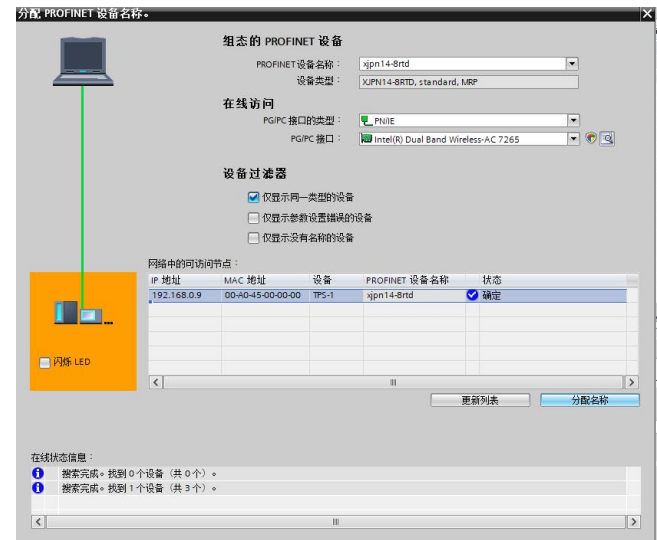 分配 PROFINET 设备名称。
组态的 PROFINET 设备
PROFINET设备名称：
xjpn14-8rtd
设备类型：
XJPN14-8RTD, standard, MRP
在线访问
PG/PC 接口的类型：
PN/IE
PG/PC 接口：
Intel(R) Dual Band Wireless-AC 7265
设备过滤器
仅显示同一类型的设备
仅显示参数设置错误的设备
仅显示没有名称的设备
网络中的可访问节点：
IP 地址 MAC 地址 设备 PROFINET 设备名称 状态
192.168.0.9 00-A0-45-00-00-00 TPS-1 xjpn14-8rtd 确定
闪烁 LED
更新列表 分配名称
在线状态信息：
搜索完成。找到 0 个设备（共 0 个）。
搜索完成。找到 1 个设备（共 3 个）。